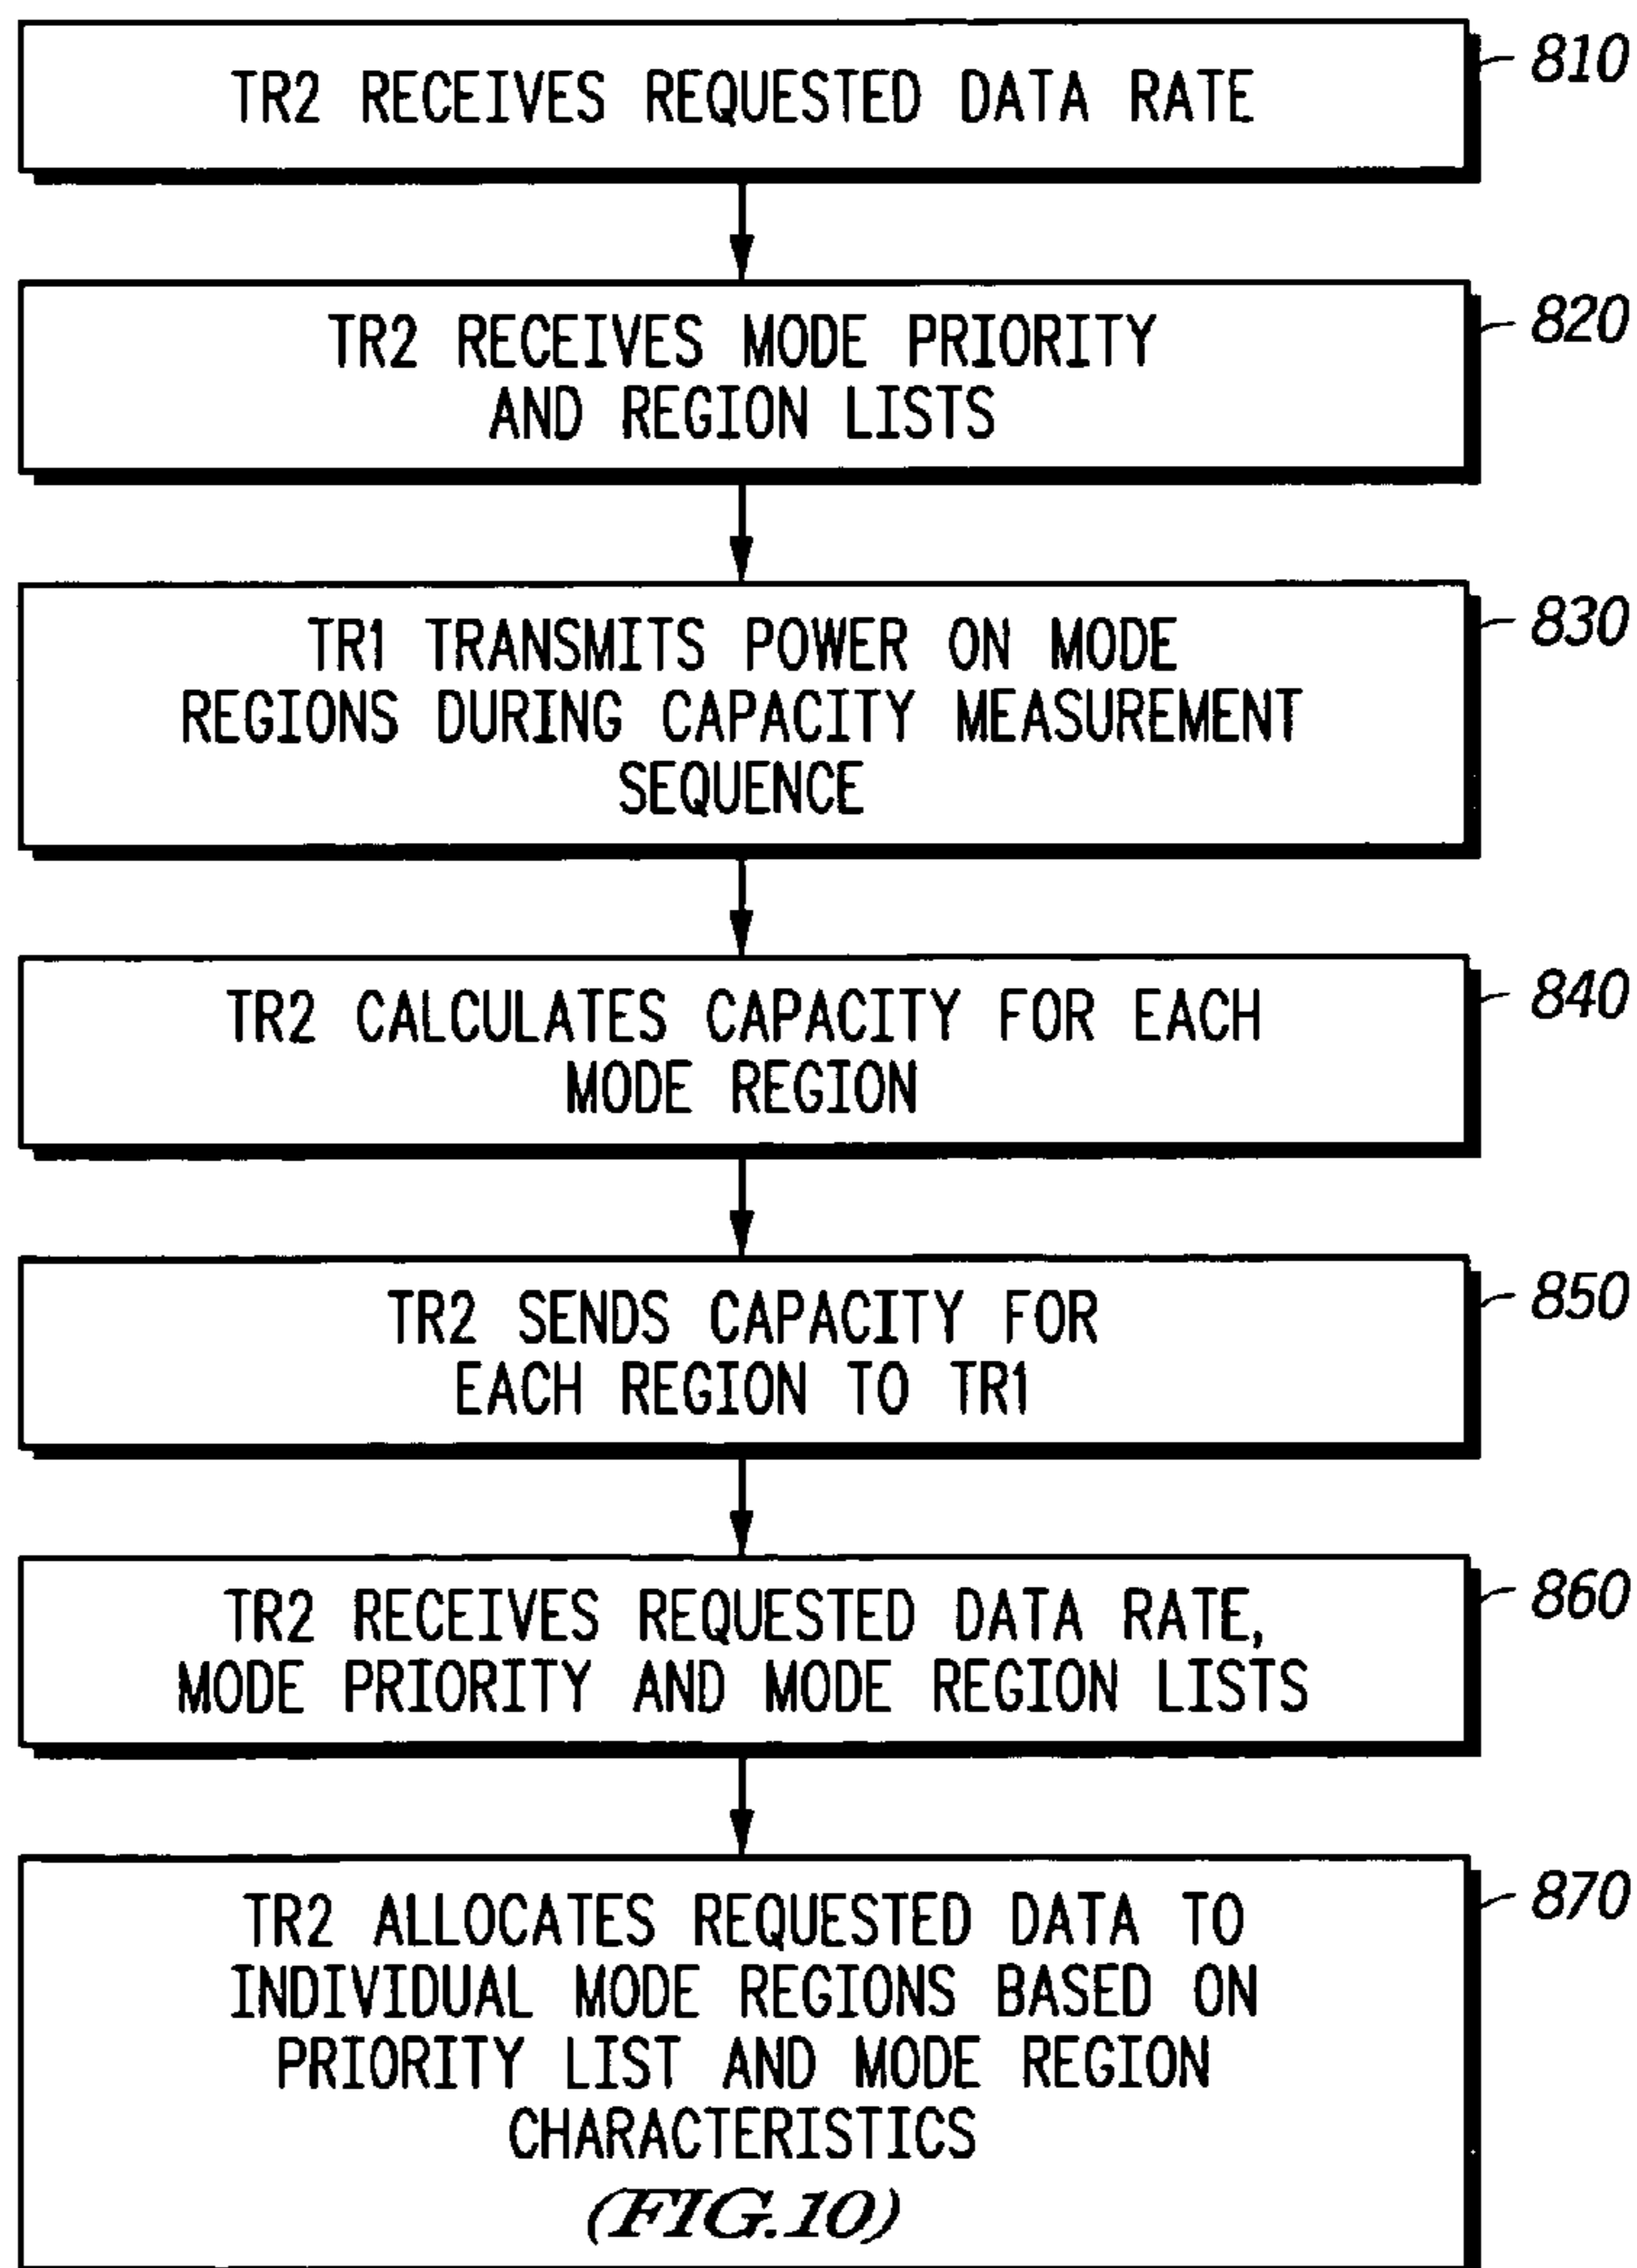 TR2 RECEIVES REQUESTED DATA RATE
810
TR2 RECEIVES MODE PRIORITY
AND REGION LISTS
820
TR1 TRANSMITS POWER ON MODE
REGIONS DURING CAPACITY MEASUREMENT
SEQUENCE
830
TR2 CALCULATES CAPACITY FOR EACH
MODE REGION
840
TR2 SENDS CAPACITY FOR
EACH REGION TO TR1
850
TR2 RECEIVES REQUESTED DATA RATE,
MODE PRIORITY AND MODE REGION LISTS
860
TR2 ALLOCATES REQUESTED DATA TO
INDIVIDUAL MODE REGIONS BASED ON
PRIORITY LIST AND MODE REGION
CHARACTERISTICS
(FIG.10)
870